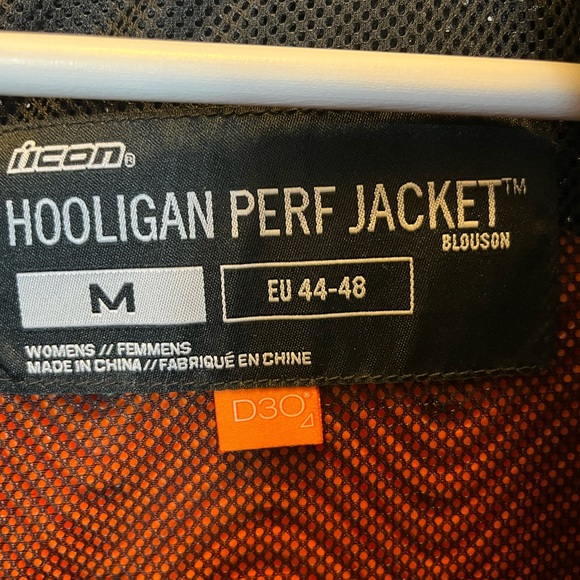 icon®
HOOLIGAN PERF JACKET™
BLOUSON
M
EU 44-48
WOMENS // FEMMENS
MADE IN CHINA // FABRIQUÉ EN CHINE
D3O®